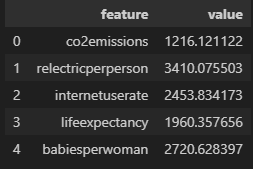 feature value
0 co2emissions 1216.121122
1 relectricperperson 3410.075503
2 internetuserate 2453.834173
3 lifeexpectancy 1960.357656
4 babiesperwoman 2720.628397